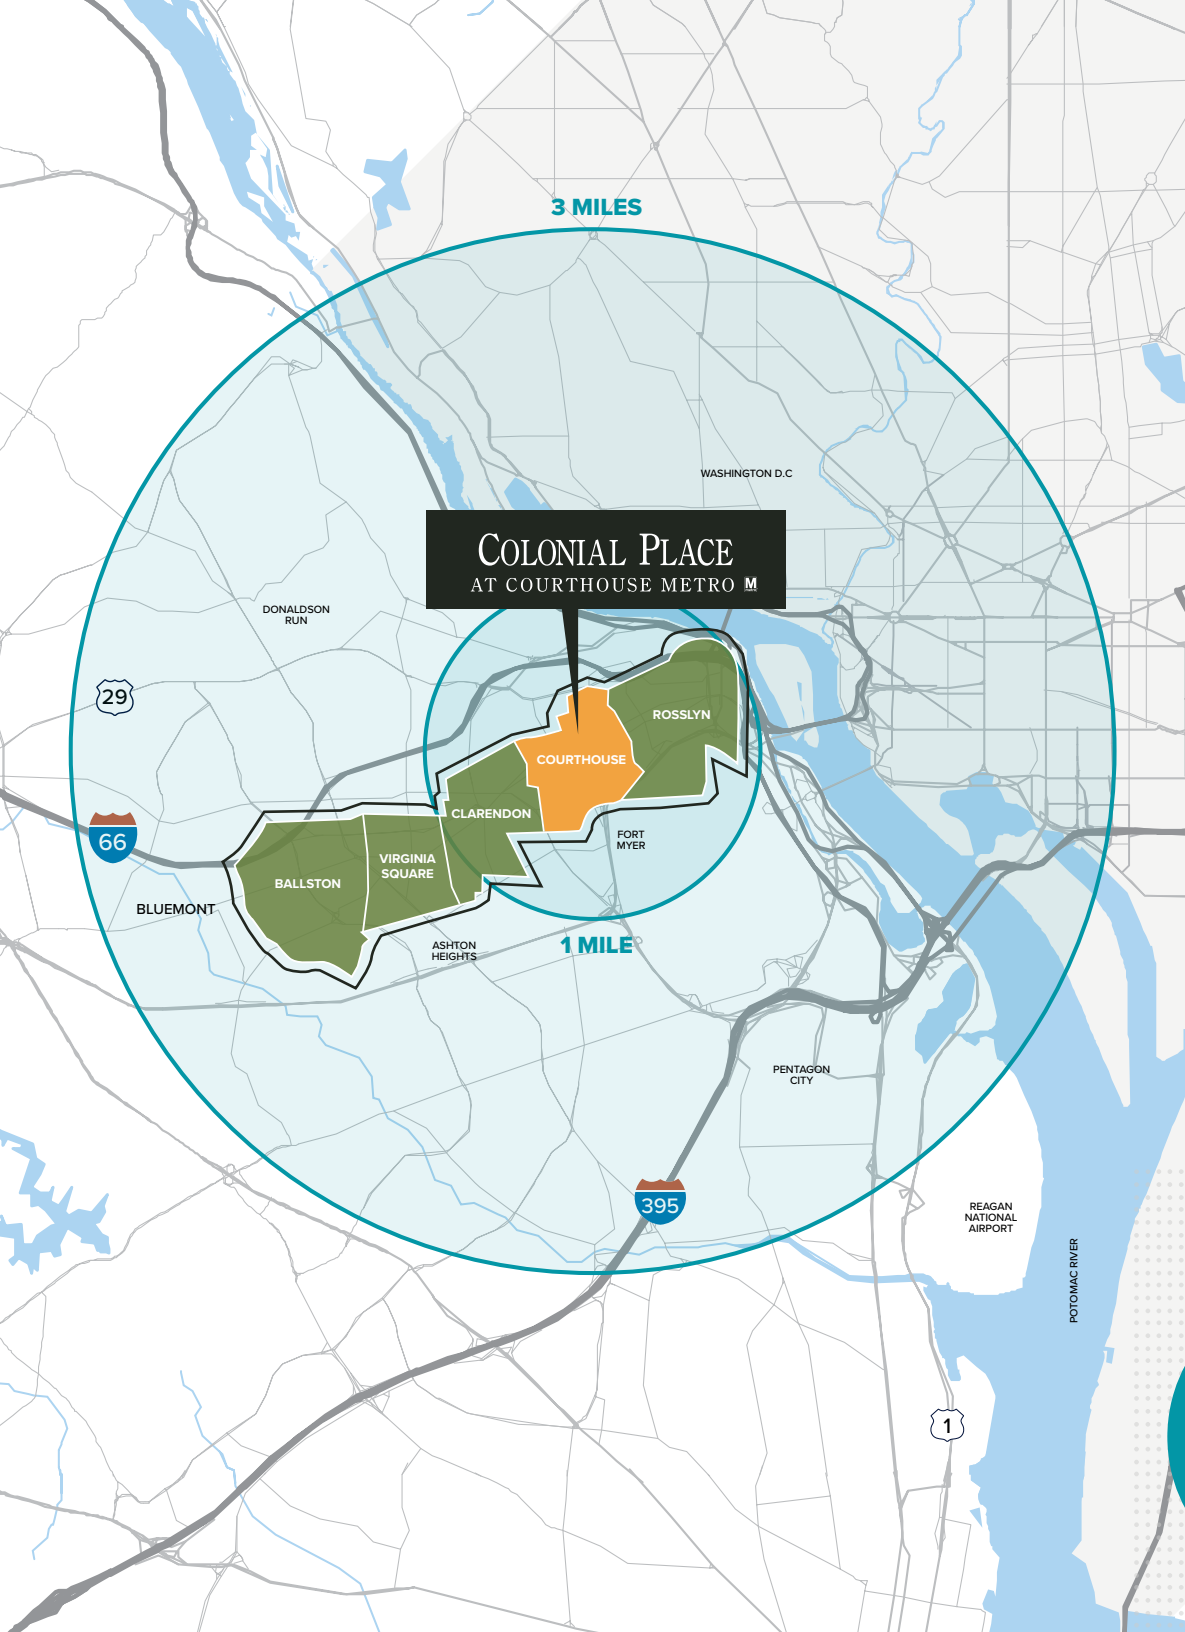 3 MILES
WASHINGTON D.C
COLONIAL PLACE
AT COURTHOUSE METRO M
DONALDSON
RUN
29
ROSSLYN
COURTHOUSE
CLARENDON
66
FORT
MYER
VIRGINIA
SQUARE
BALLSTON
BLUEMONT
ASHTON
HEIGHTS
1 MILE
PENTAGON
CITY
395
REAGAN
NATIONAL
AIRPORT
POTOMAC RIVER
1